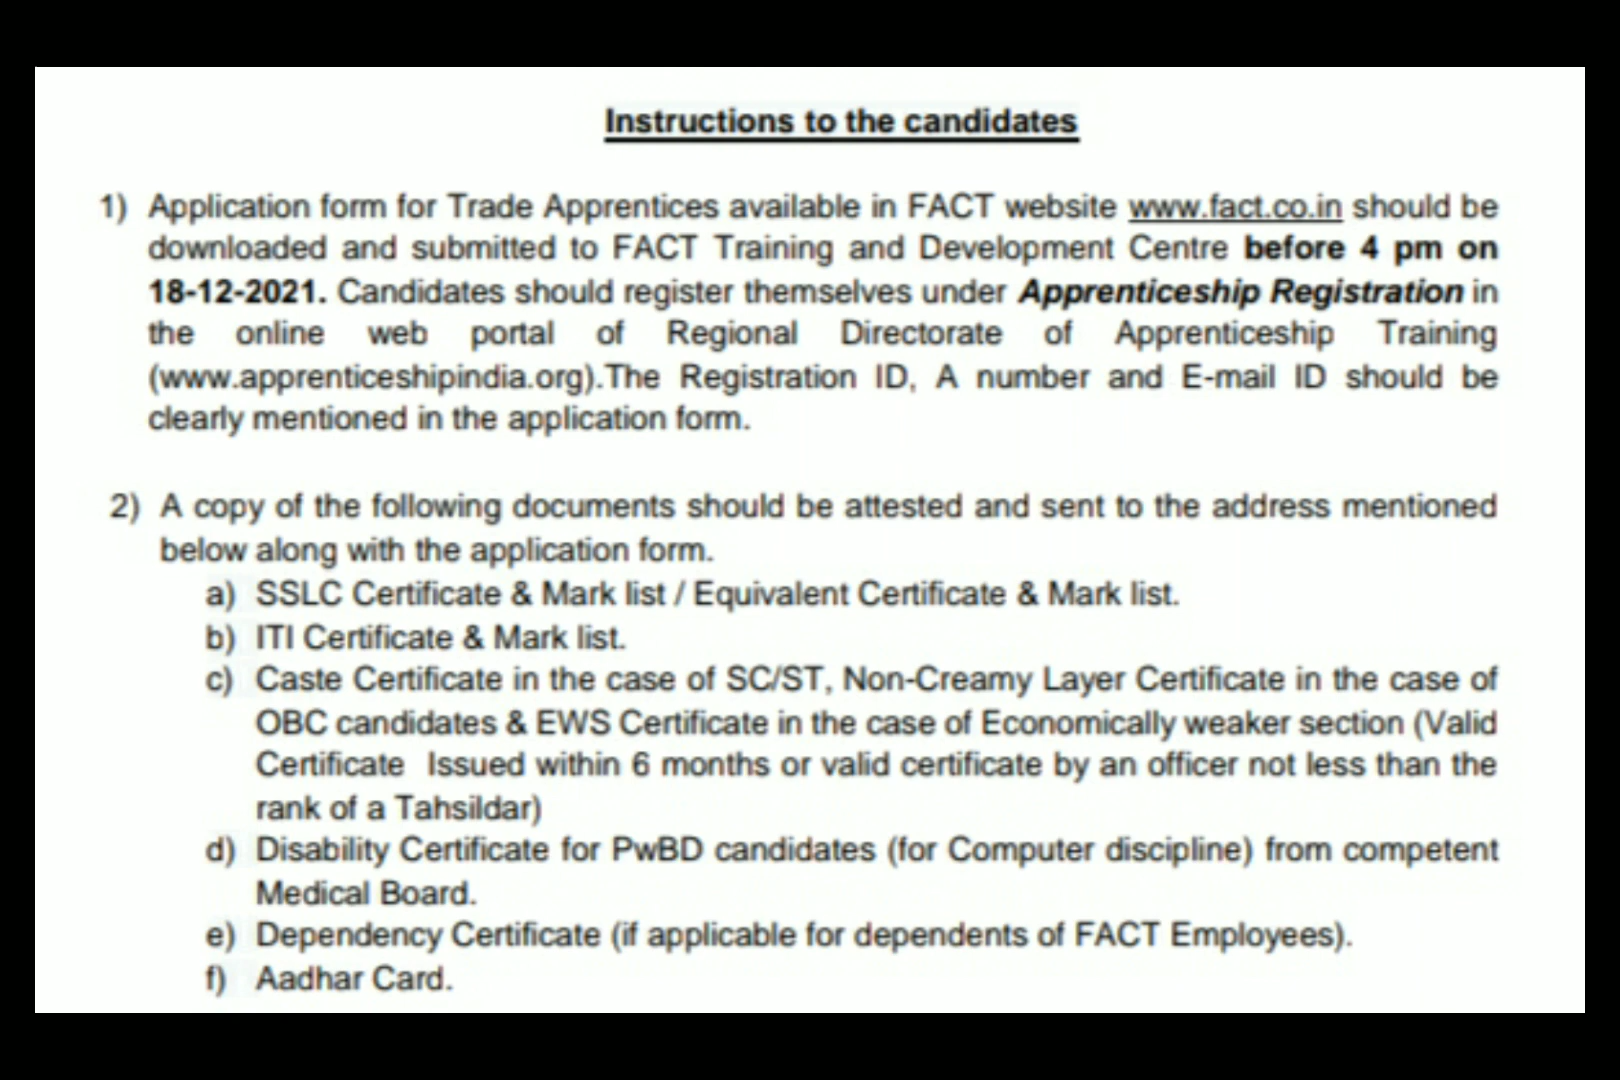 Instructions to the candidates
1) Application form for Trade Apprentices available in FACT website www.fact.co.in should be
downloaded and submitted to FACT Training and Development Centre before 4 pm on
18-12-2021. Candidates should register themselves under Apprenticeship Registration in
the online web portal of Regional Directorate of Apprenticeship Training
(www.apprenticeshipindia.org).The Registration ID, A number and E-mail ID should be
clearly mentioned in the application form.
2) A copy of the following documents should be attested and sent to the address mentioned
below along with the application form.
a) SSLC Certificate & Mark list / Equivalent Certificate & Mark list.
b) ITI Certificate & Mark list.
c) Caste Certificate in the case of SC/ST, Non-Creamy Layer Certificate in the case of
OBC candidates & EWS Certificate in the case of Economically weaker section (Valid
Certificate Issued within 6 months or valid certificate by an officer not less than the
rank of a Tahsildar)
d) Disability Certificate for PwBD candidates (for Computer discipline) from competent
Medical Board.
e) Dependency Certificate (if applicable for dependents of FACT Employees).
f) Aadhar Card.